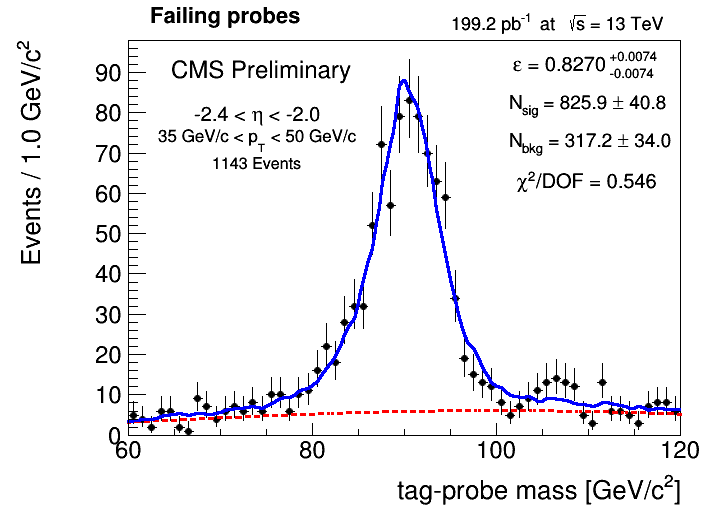 Failing probes
199.2 pb⁻¹ at √s = 13 TeV
CMS Preliminary
-2.4 < η < -2.0
35 GeV/c < p_T < 50 GeV/c
1143 Events
ε = 0.8270 +0.0074 -0.0074
N_sig = 825.9 ± 40.8
N_bkg = 317.2 ± 34.0
χ²/DOF = 0.546
Events / 1.0 GeV/c²
90
80
70
60
50
40
30
20
10
0
60 80 100 120
tag-probe mass [GeV/c²]